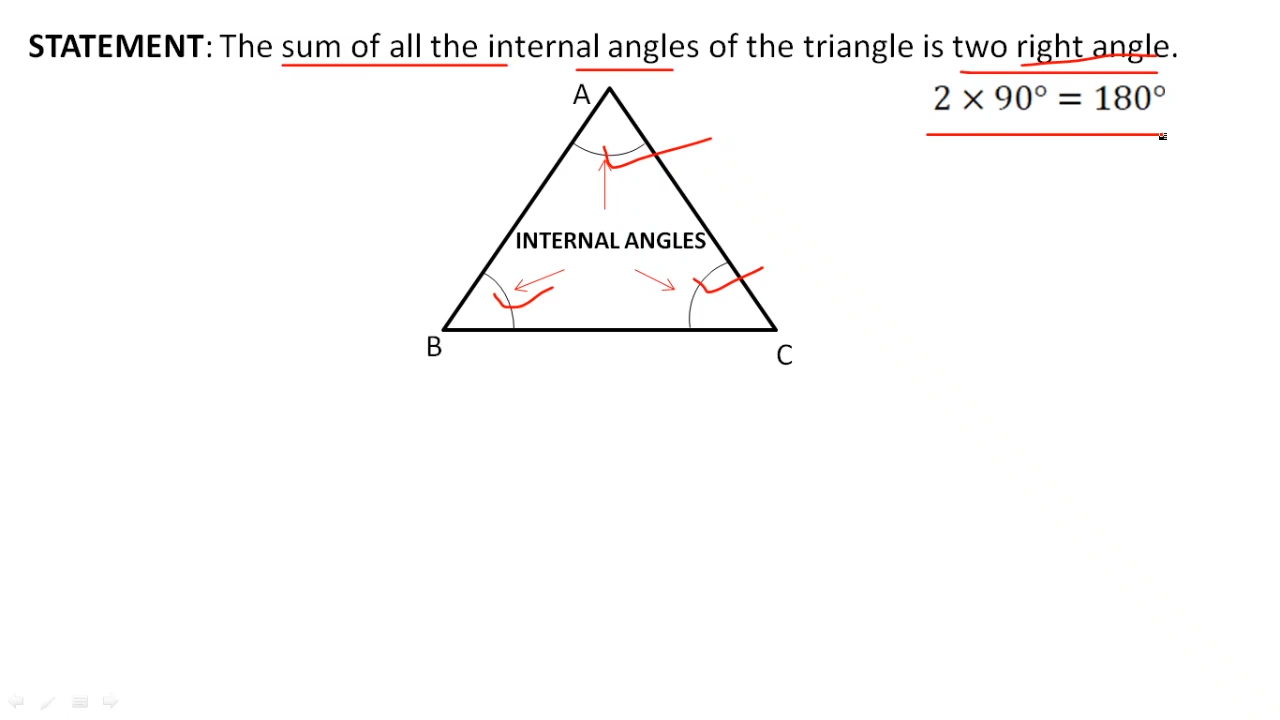 STATEMENT: The sum of all the internal angles of the triangle is two right angle.
2 × 90° = 180°
A
INTERNAL ANGLES
B
C